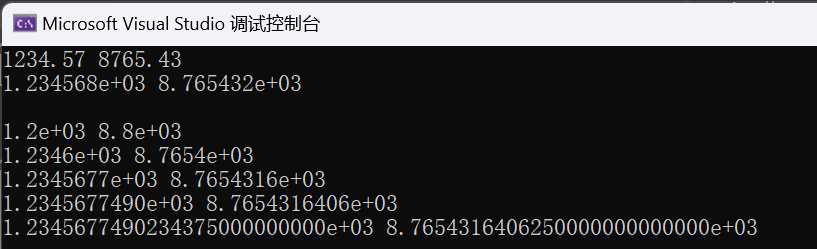 Microsoft Visual Studio 调试控制台
1234.57 8765.43
1.234568e+03 8.765432e+03
1.2e+03 8.8e+03
1.2346e+03 8.7654e+03
1.2345677e+03 8.7654316e+03
1.2345677490e+03 8.7654316406e+03
1.2345677490234375000000000e+03 8.7654316406250000000000000e+03